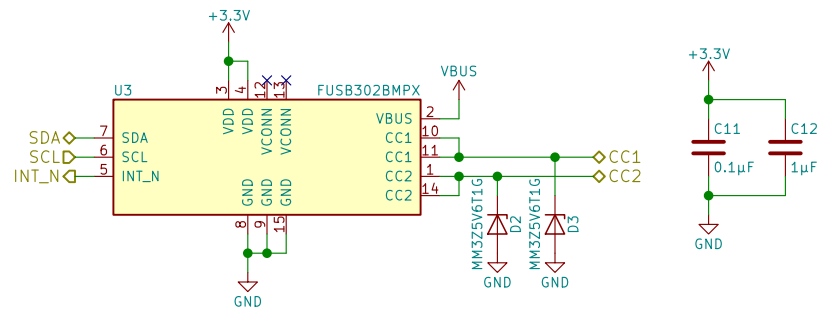 +3.3V
U3
FUSB302BMPX
3
4
12
13
VDD
VDD
VCONN
VCONN
VBUS
2
VBUS
SDA
7
SDA
SCL
6
SCL
INT_N
5
INT_N
CC1
10
CC1
11
CC1
CC2
1
CC2
CC2
14
GND
GND
GND
8
9
15
GND
MM3Z5V6T1G
D2
GND
MM3Z5V6T1G
D3
GND
+3.3V
C11
0.1µF
C12
1µF
GND